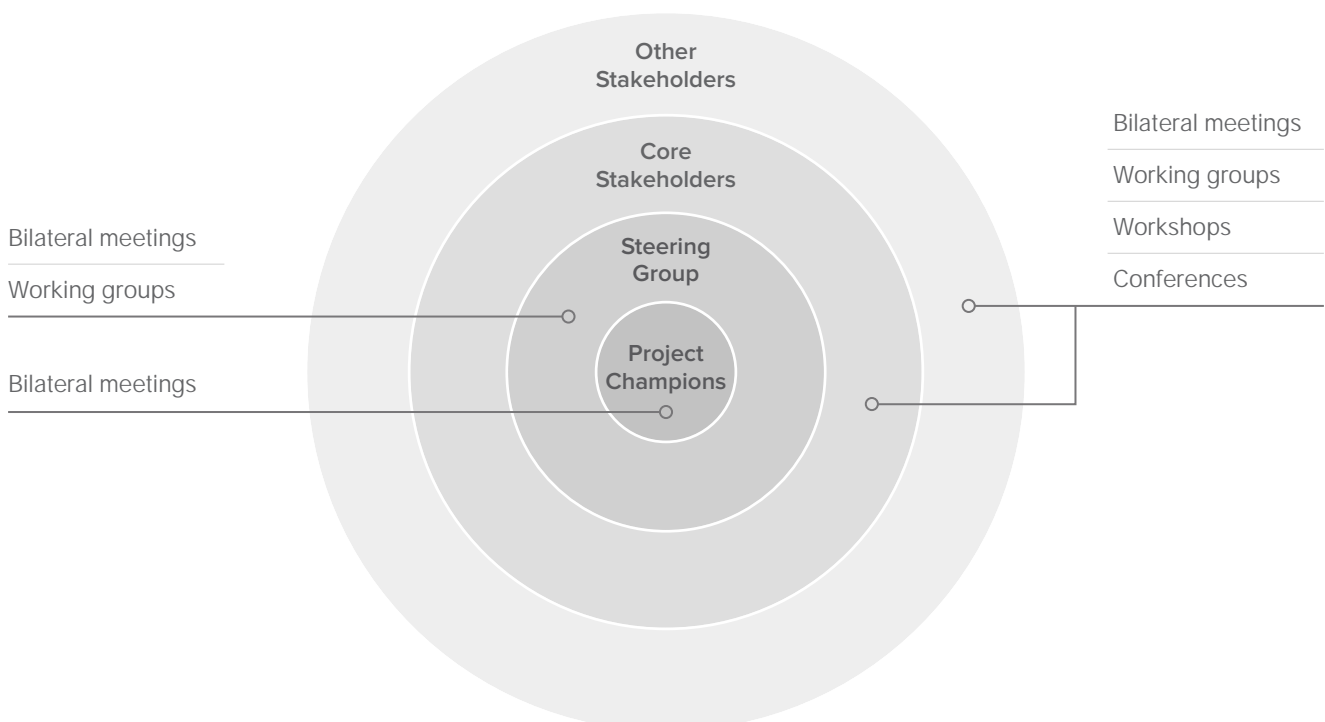 Other
Stakeholders
Core
Stakeholders
Steering
Group
Project
Champions
Bilateral meetings
Working groups
Bilateral meetings
Bilateral meetings
Working groups
Workshops
Conferences